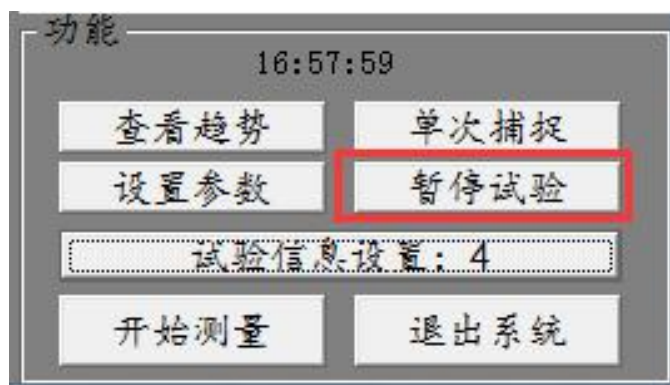 功能
16:57:59
查看趋势 单次捕捉
设置参数 暂停试验
试验信息设置: 4
开始测量 退出系统